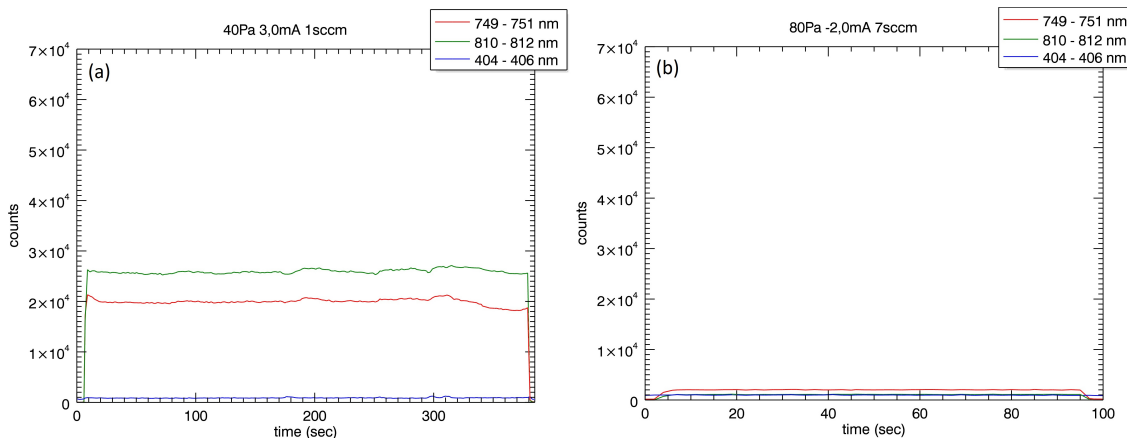 40Pa 3,0mA 1sccm
749 - 751 nm
810 - 812 nm
404 - 406 nm
(a)
7×10⁴
6×10⁴
5×10⁴
4×10⁴
3×10⁴
2×10⁴
1×10⁴
0
counts
0 100 200 300
time (sec)
80Pa -2,0mA 7sccm
749 - 751 nm
810 - 812 nm
404 - 406 nm
(b)
7×10⁴
6×10⁴
5×10⁴
4×10⁴
3×10⁴
2×10⁴
1×10⁴
0
counts
0 20 40 60 80 100
time (sec)